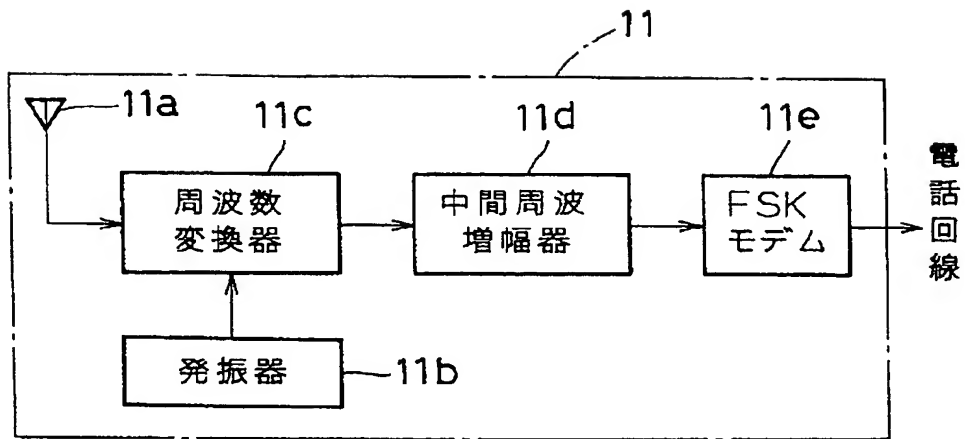 11
11a
11c
11d
11e
周波数
変換器
中間周波
増幅器
FSK
モデム
電話回線
発振器
11b